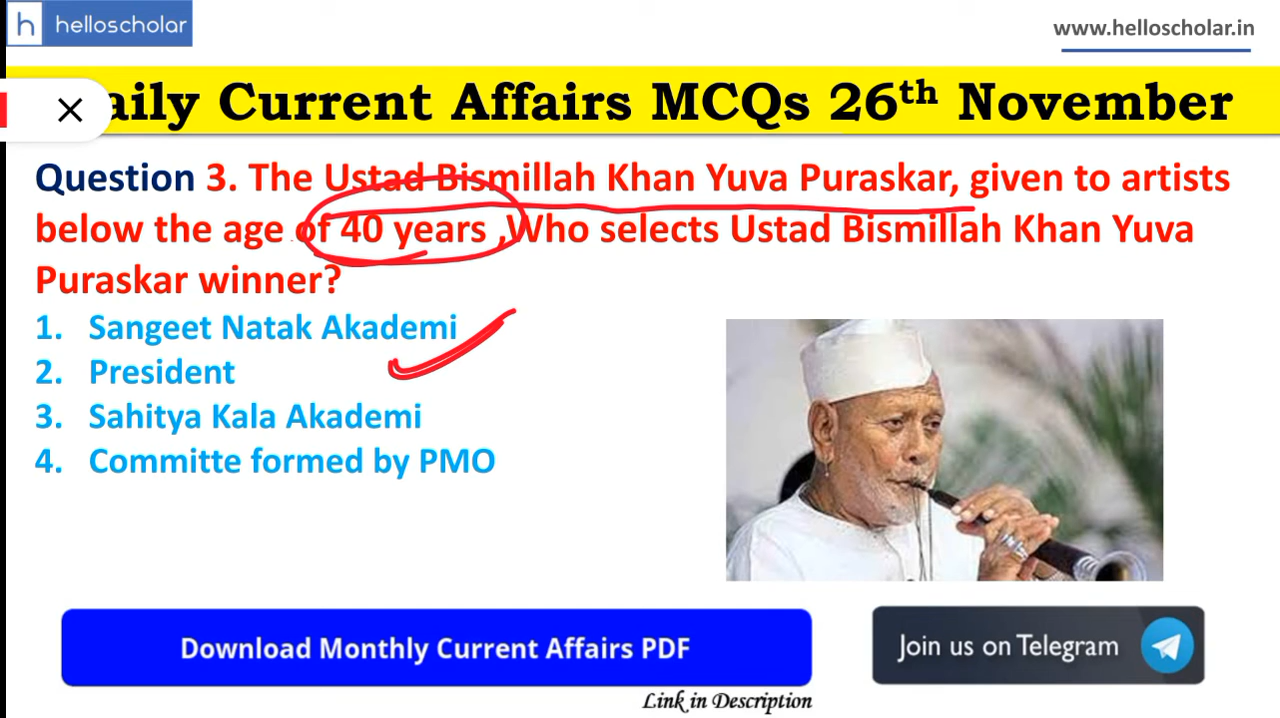 h helloscholar
www.helloscholar.in
aily Current Affairs MCQs 26th November
Question 3. The Ustad Bismillah Khan Yuva Puraskar, given to artists
below the age of 40 years ,Who selects Ustad Bismillah Khan Yuva
Puraskar winner?
1. Sangeet Natak Akademi
2. President
3. Sahitya Kala Akademi
4. Committe formed by PMO
Download Monthly Current Affairs PDF
Join us on Telegram
Link in Description